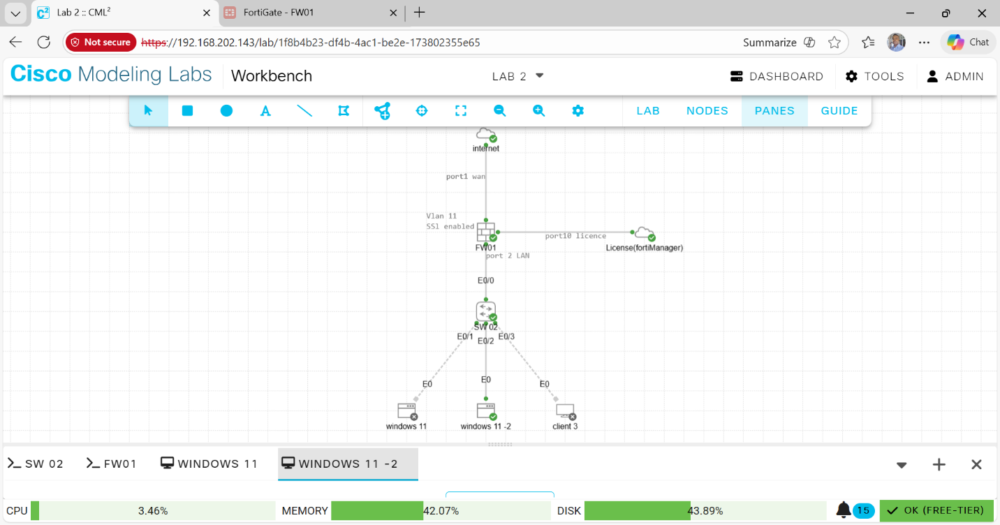 Lab 2 :: CML²
FortiGate - FW01
Not secure
https://192.168.202.143/lab/1f8b4b23-df4b-4ac1-be2e-173802355e65
Summarize
Chat
Cisco Modeling Labs
Workbench
LAB 2
DASHBOARD
TOOLS
ADMIN
A
LAB
NODES
PANES
GUIDE
internet
port1 wan
Vlan 11
SSl enabled
port10 licence
FW01
License(fortiManager)
port 2 LAN
E0/0
SW 02
E0/1
E0/2
E0/3
E0
E0
E0
windows 11
windows 11 -2
client 3
SW 02
FW01
WINDOWS 11
WINDOWS 11 -2
CPU
3.46%
MEMORY
42.07%
DISK
43.89%
15
OK (FREE-TIER)